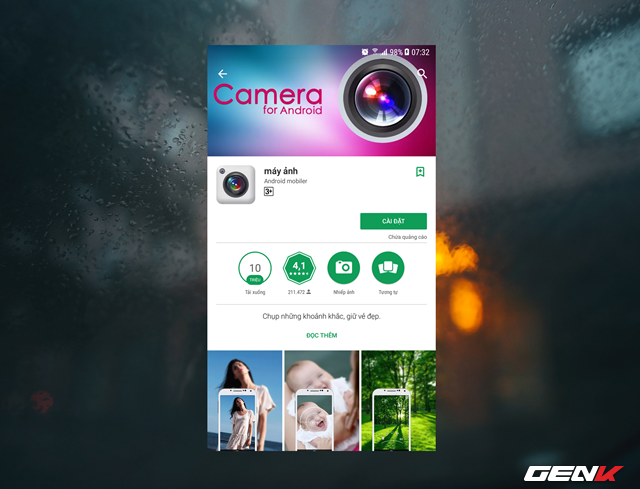 98% 07:32
Camera
for Android
máy ảnh
Android mobiler
3+
CÀI ĐẶT
Chứa quảng cáo
10
TRIỆU
4,1
Tải xuống
211.472
Nhiếp ảnh
Tương tự
Chụp những khoảnh khắc, giữ vẻ đẹp.
ĐỌC THÊM
GENK